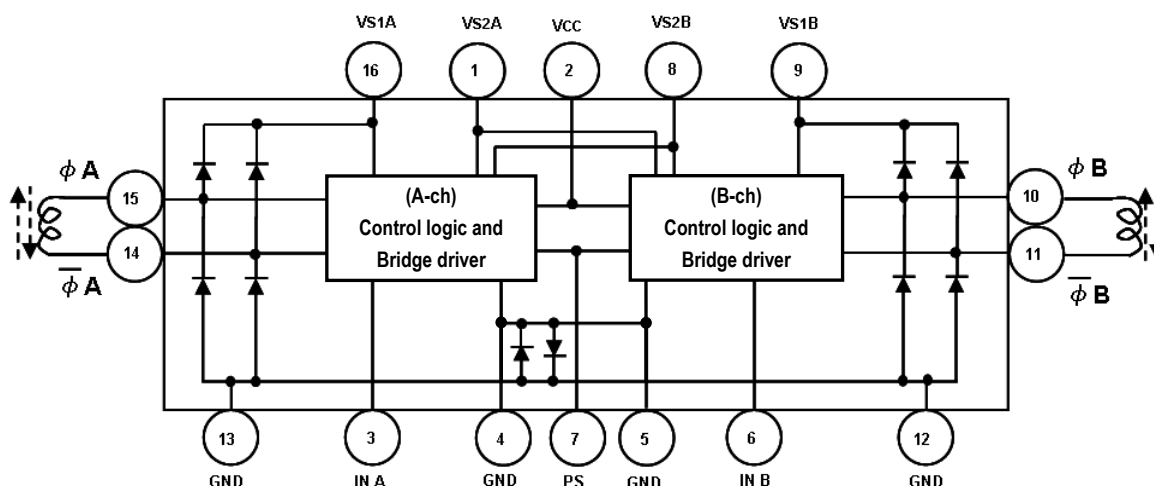 VS1A VS2A VCC VS2B VS1B
16 1 2 8 9
ϕ A ϕ B
15 (A-ch) (B-ch) 10
Control logic and Control logic and
14 Bridge driver Bridge driver 11
ϕ̅ A ϕ̅ B
13 3 4 7 5 6 12
GND IN A GND PS GND IN B GND